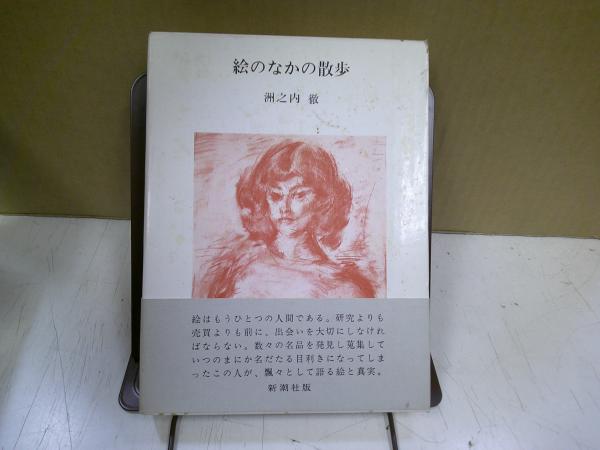 絵のなかの散歩
洲之内 徹
絵はもうひとつの人間である。研究よりも
売買よりも前に、出会いを大切にしなけれ
ばならない。数々の名品を発見し蒐集して
いつのまにか名だたる目利きになってしま
ったこの人が、飄々として語る絵と真実。
新潮社版